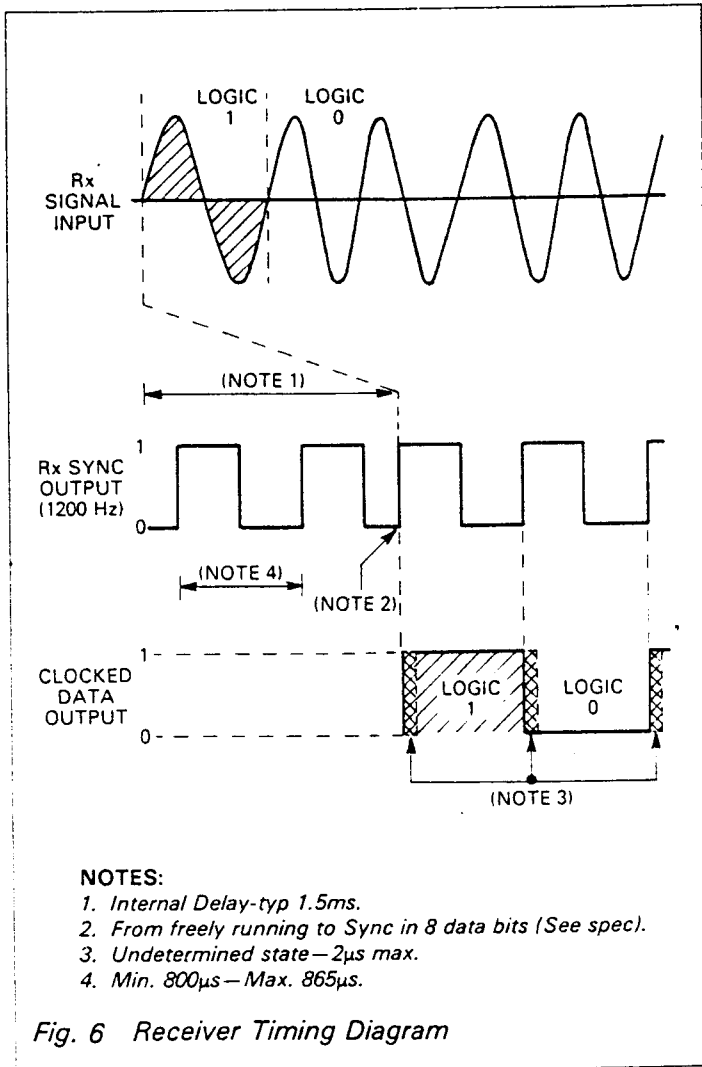 LOGIC
1
LOGIC
0
Rx
SIGNAL
INPUT
(NOTE 1)
1
Rx SYNC
OUTPUT
(1200 Hz)
0
(NOTE 4)
(NOTE 2)
1
CLOCKED
DATA
OUTPUT
0
LOGIC
1
LOGIC
0
(NOTE 3)
NOTES:
1. Internal Delay-typ 1.5ms.
2. From freely running to Sync in 8 data bits (See spec).
3. Undetermined state—2µs max.
4. Min. 800µs—Max. 865µs.
Fig. 6 Receiver Timing Diagram